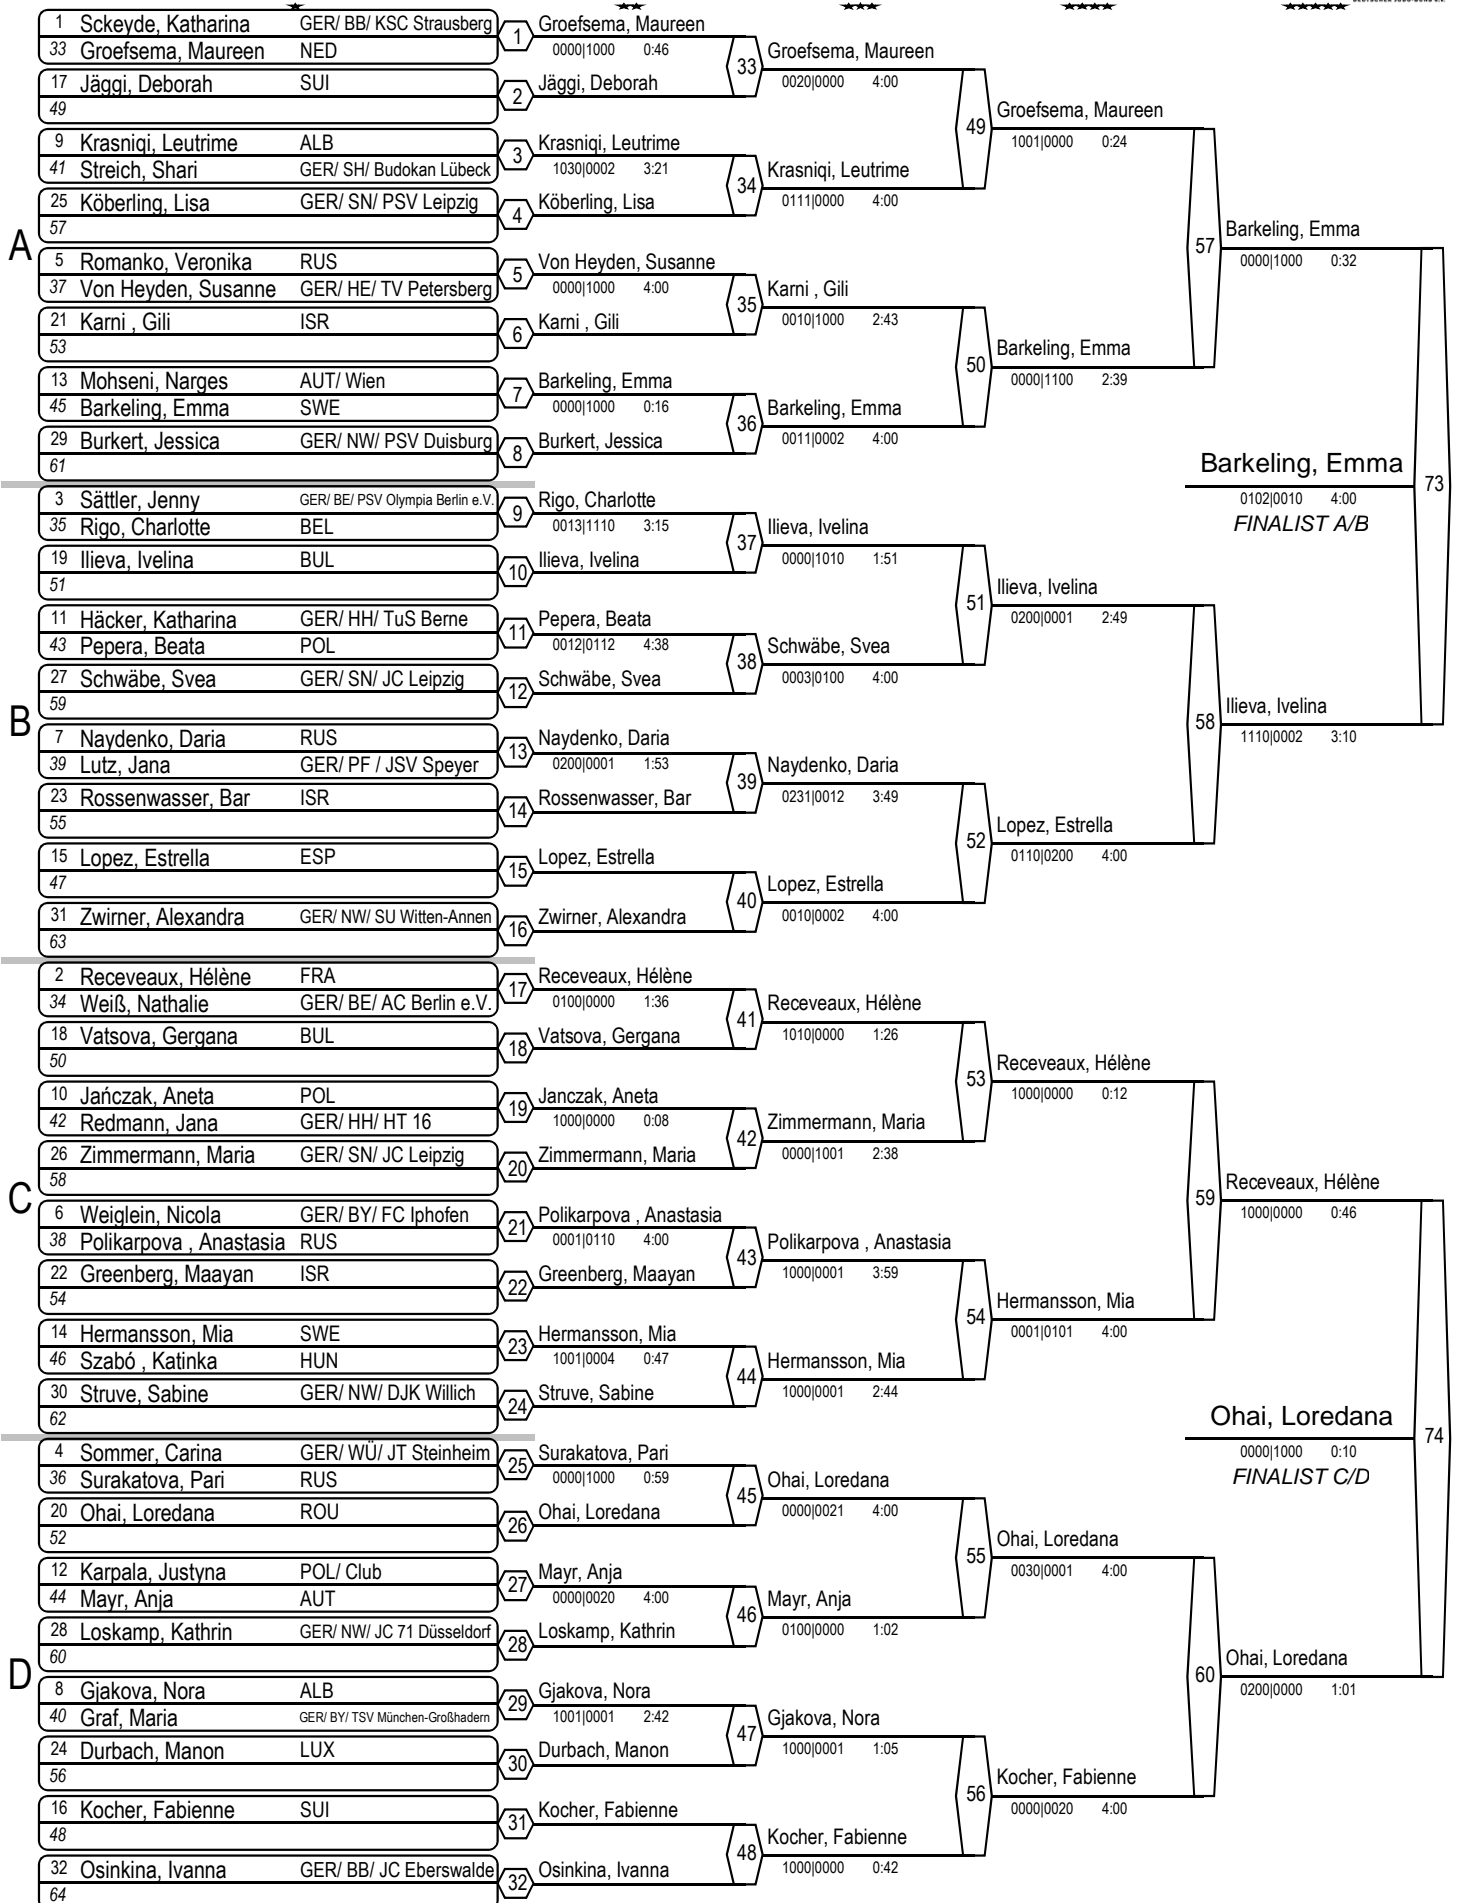 1 Sckeyde, Katharina GER/ BB/ KSC Strausberg
33 Groefsema, Maureen NED
1
Groefsema, Maureen
0000|1000 0:46
17 Jäggi, Deborah SUI
49
2
Jäggi, Deborah
33
Groefsema, Maureen
0020|0000 4:00
9 Krasniqi, Leutrime ALB
41 Streich, Shari GER/ SH/ Budokan Lübeck
3
Krasniqi, Leutrime
1030|0002 3:21
25 Köberling, Lisa GER/ SN/ PSV Leipzig
57
4
Köberling, Lisa
34
Krasniqi, Leutrime
0111|0000 4:00
49
Groefsema, Maureen
1001|0000 0:24
A
5 Romanko, Veronika RUS
37 Von Heyden, Susanne GER/ HE/ TV Petersberg
5
Von Heyden, Susanne
0000|1000 4:00
21 Karni , Gili ISR
53
6
Karni , Gili
35
Karni , Gili
0010|1000 2:43
13 Mohseni, Narges AUT/ Wien
45 Barkeling, Emma SWE
7
Barkeling, Emma
0000|1000 0:16
29 Burkert, Jessica GER/ NW/ PSV Duisburg
61
8
Burkert, Jessica
36
Barkeling, Emma
0011|0002 4:00
50
Barkeling, Emma
0000|1100 2:39
57
Barkeling, Emma
0000|1000 0:32
3 Sättler, Jenny GER/ BE/ PSV Olympia Berlin e.V.
35 Rigo, Charlotte BEL
9
Rigo, Charlotte
0013|1110 3:15
19 Ilieva, Ivelina BUL
51
10
Ilieva, Ivelina
37
Ilieva, Ivelina
0000|1010 1:51
11 Häcker, Katharina GER/ HH/ TuS Berne
43 Pepera, Beata POL
11
Pepera, Beata
0012|0112 4:38
27 Schwäbe, Svea GER/ SN/ JC Leipzig
59
12
Schwäbe, Svea
38
Schwäbe, Svea
0003|0100 4:00
51
Ilieva, Ivelina
0200|0001 2:49
B
7 Naydenko, Daria RUS
39 Lutz, Jana GER/ PF / JSV Speyer
13
Naydenko, Daria
0200|0001 1:53
23 Rossenwasser, Bar ISR
55
14
Rossenwasser, Bar
39
Naydenko, Daria
0231|0012 3:49
15 Lopez, Estrella ESP
47
15
Lopez, Estrella
31 Zwirner, Alexandra GER/ NW/ SU Witten-Annen
63
16
Zwirner, Alexandra
40
Lopez, Estrella
0010|0002 4:00
52
Lopez, Estrella
0110|0200 4:00
58
Ilieva, Ivelina
1110|0002 3:10
73
Barkeling, Emma
0102|0010 4:00
FINALIST A/B
2 Receveaux, Hélène FRA
34 Weiß, Nathalie GER/ BE/ AC Berlin e.V.
17
Receveaux, Hélène
0100|0000 1:36
18 Vatsova, Gergana BUL
50
18
Vatsova, Gergana
41
Receveaux, Hélène
1010|0000 1:26
10 Jańczak, Aneta POL
42 Redmann, Jana GER/ HH/ HT 16
19
Janczak, Aneta
1000|0000 0:08
26 Zimmermann, Maria GER/ SN/ JC Leipzig
58
20
Zimmermann, Maria
42
Zimmermann, Maria
0000|1001 2:38
53
Receveaux, Hélène
1000|0000 0:12
C
6 Weiglein, Nicola GER/ BY/ FC Iphofen
38 Polikarpova , Anastasia RUS
21
Polikarpova , Anastasia
0001|0110 4:00
22 Greenberg, Maayan ISR
54
22
Greenberg, Maayan
43
Polikarpova , Anastasia
1000|0001 3:59
14 Hermansson, Mia SWE
46 Szabó , Katinka HUN
23
Hermansson, Mia
1001|0004 0:47
30 Struve, Sabine GER/ NW/ DJK Willich
62
24
Struve, Sabine
44
Hermansson, Mia
1000|0001 2:44
54
Hermansson, Mia
0001|0101 4:00
59
Receveaux, Hélène
1000|0000 0:46
4 Sommer, Carina GER/ WÜ/ JT Steinheim
36 Surakatova, Pari RUS
25
Surakatova, Pari
0000|1000 0:59
20 Ohai, Loredana ROU
52
26
Ohai, Loredana
45
Ohai, Loredana
0000|0021 4:00
12 Karpala, Justyna POL/ Club
44 Mayr, Anja AUT
27
Mayr, Anja
0000|0020 4:00
28 Loskamp, Kathrin GER/ NW/ JC 71 Düsseldorf
60
28
Loskamp, Kathrin
46
Mayr, Anja
0100|0000 1:02
55
Ohai, Loredana
0030|0001 4:00
D
8 Gjakova, Nora ALB
40 Graf, Maria GER/ BY/ TSV München-Großhadern
29
Gjakova, Nora
1001|0001 2:42
24 Durbach, Manon LUX
56
30
Durbach, Manon
47
Gjakova, Nora
1000|0001 1:05
16 Kocher, Fabienne SUI
48
31
Kocher, Fabienne
32 Osinkina, Ivanna GER/ BB/ JC Eberswalde
64
32
Osinkina, Ivanna
48
Kocher, Fabienne
1000|0000 0:42
56
Kocher, Fabienne
0000|0020 4:00
60
Ohai, Loredana
0200|0000 1:01
74
Ohai, Loredana
0000|1000 0:10
FINALIST C/D